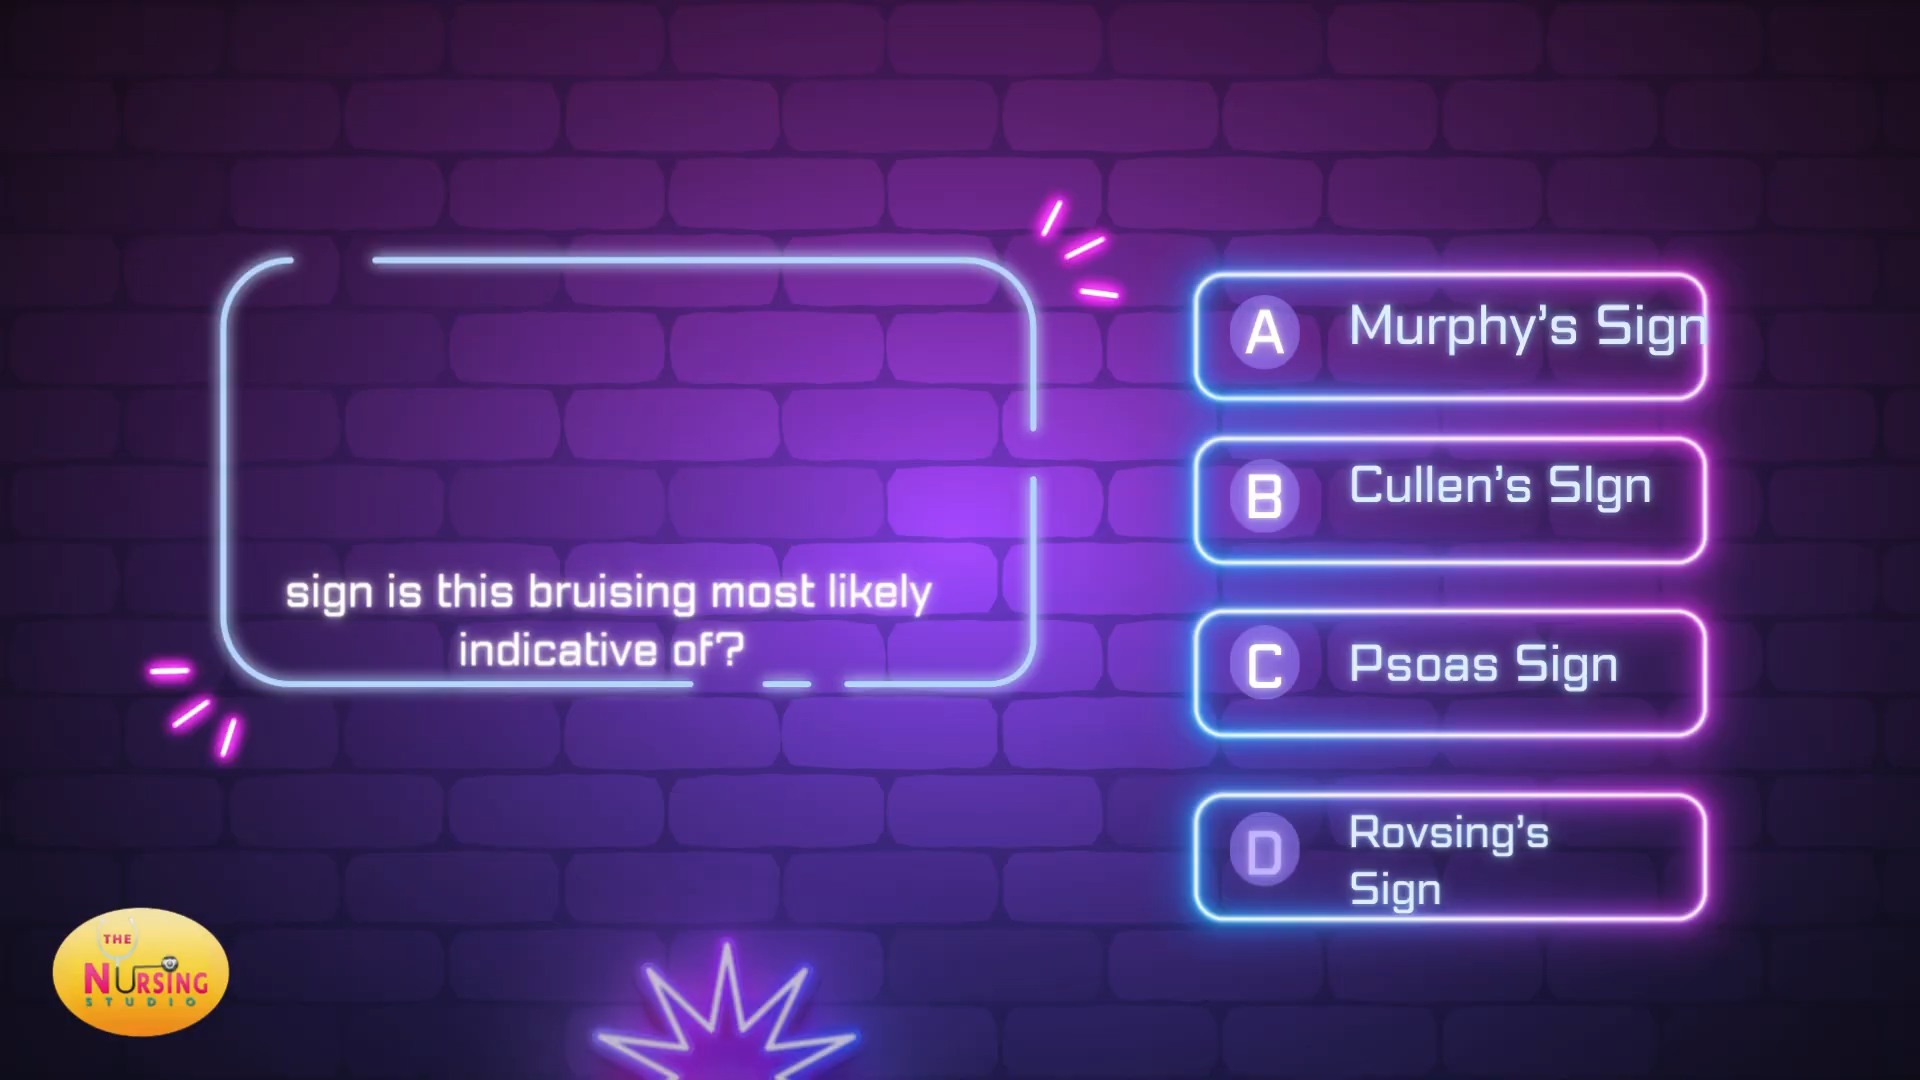 sign is this bruising most likely
indicative of?
A
Murphy’s Sign
B
Cullen’s SIgn
C
Psoas Sign
D
Rovsing’s
Sign
THE
NURSING
STUDIO